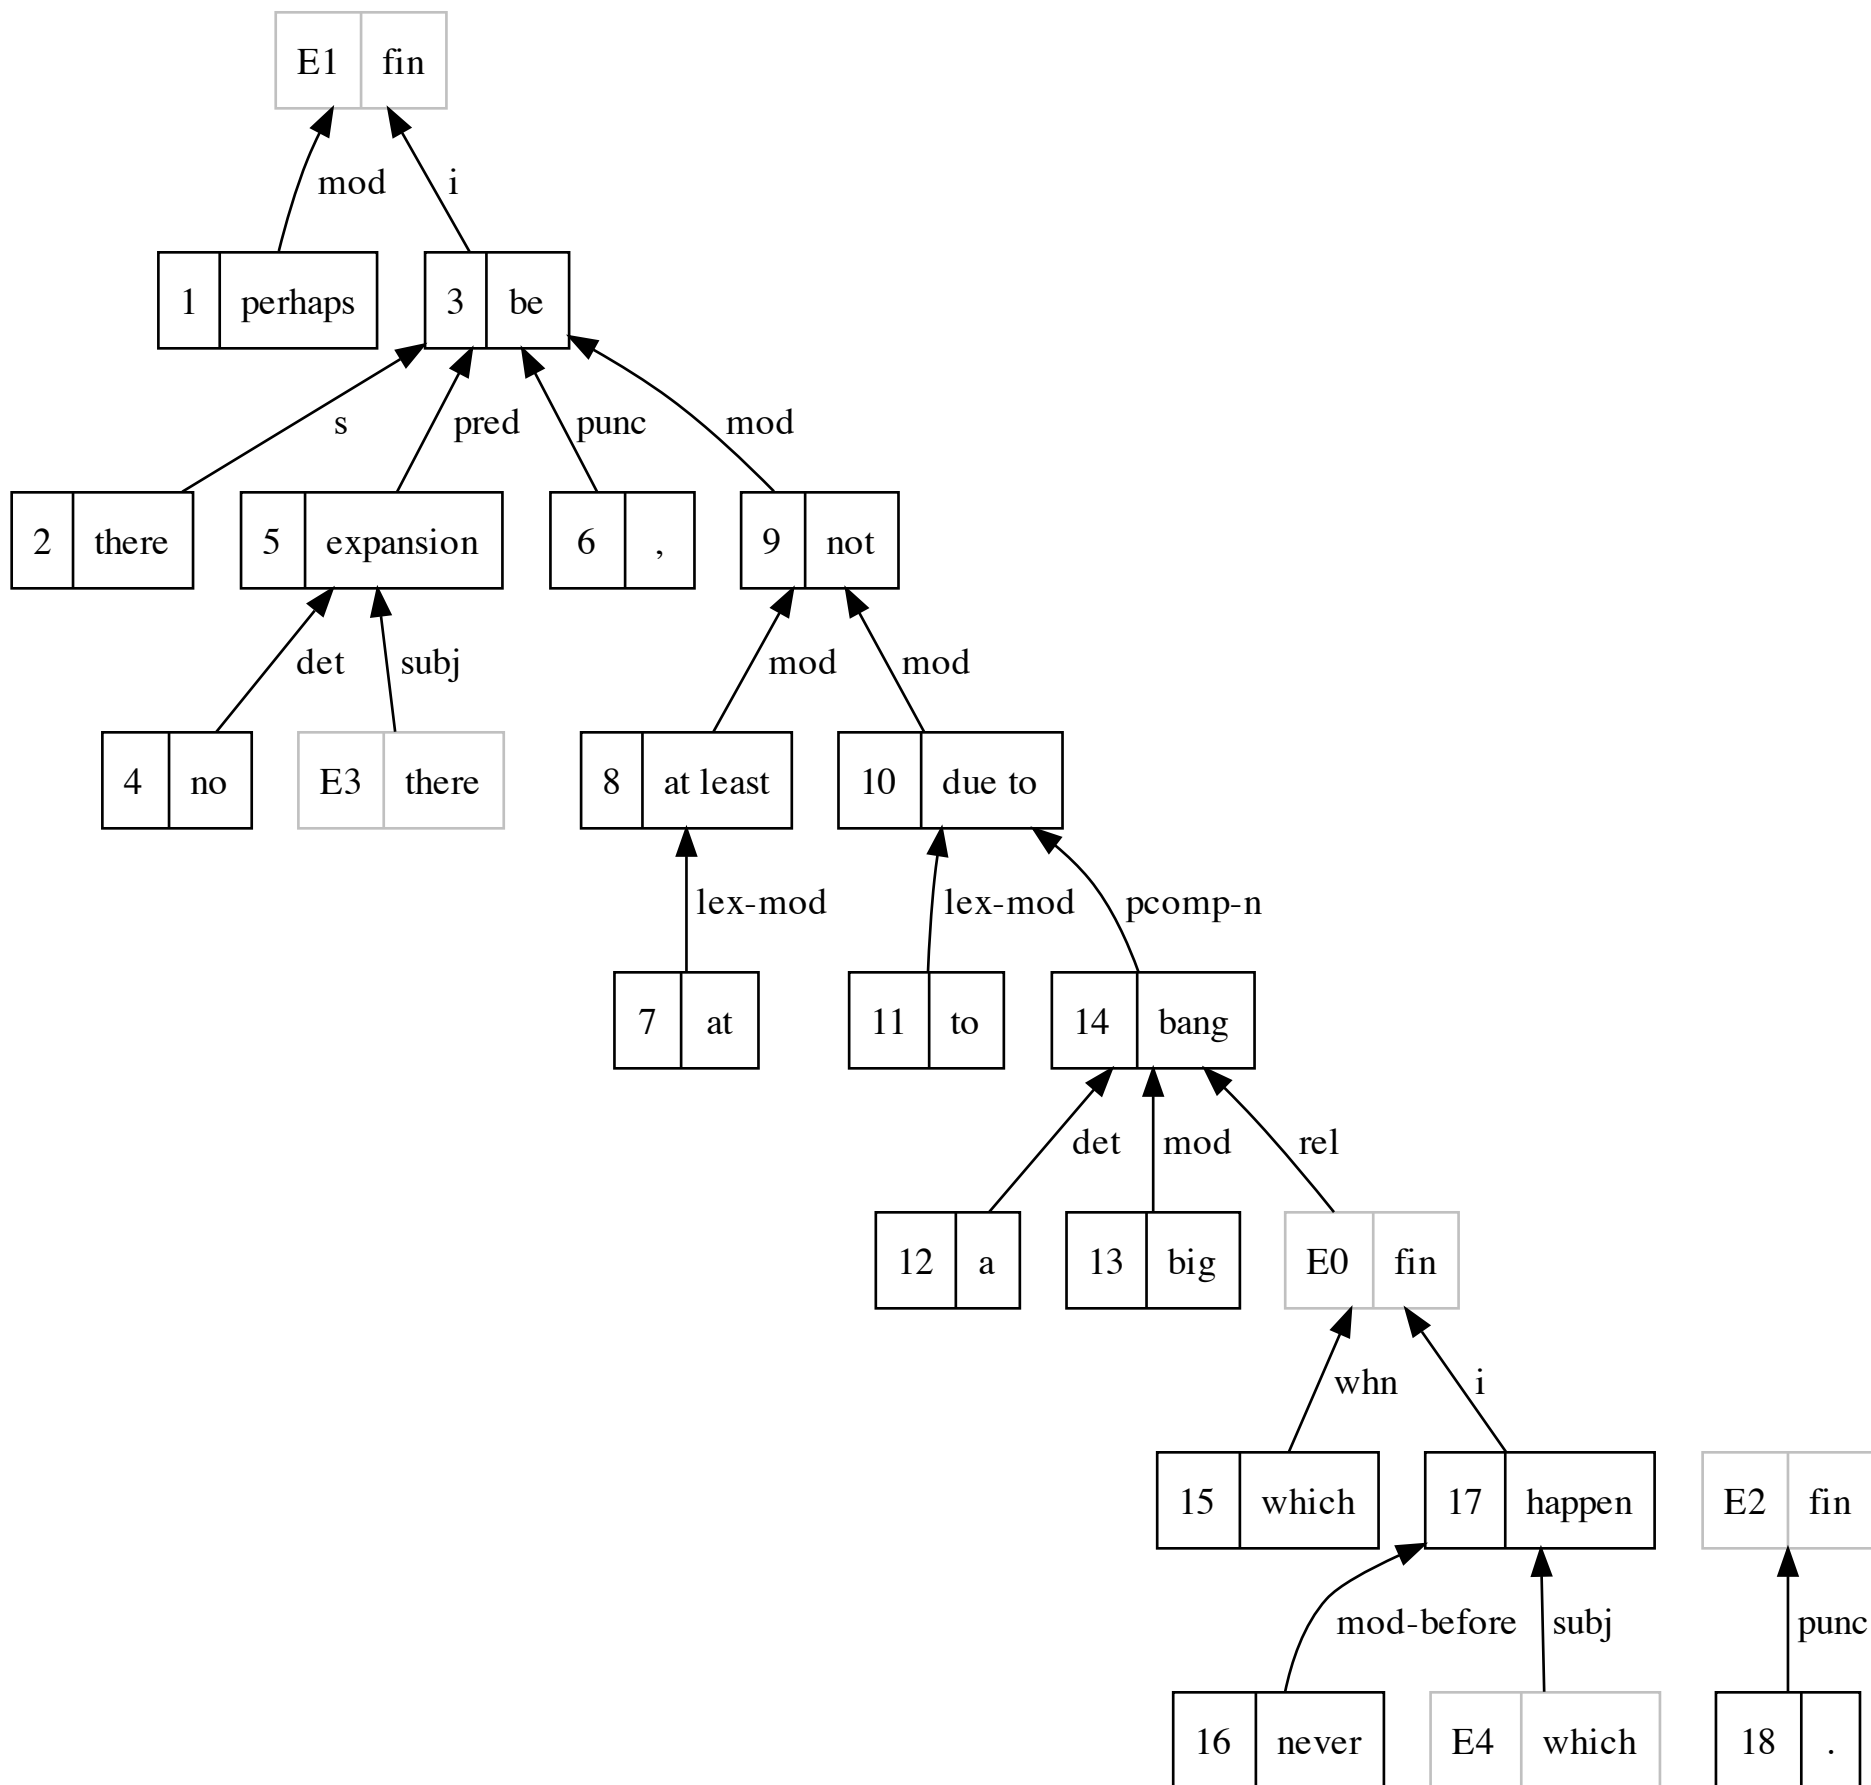 E1 fin
mod i
1 perhaps 3 be
s pred punc mod
2 there 5 expansion 6 , 9 not
det subj mod mod
4 no E3 there 8 at least 10 due to
lex-mod lex-mod pcomp-n
7 at 11 to 14 bang
det mod rel
12 a 13 big E0 fin
whn i
15 which 17 happen E2 fin
mod-before subj punc
16 never E4 which 18 .